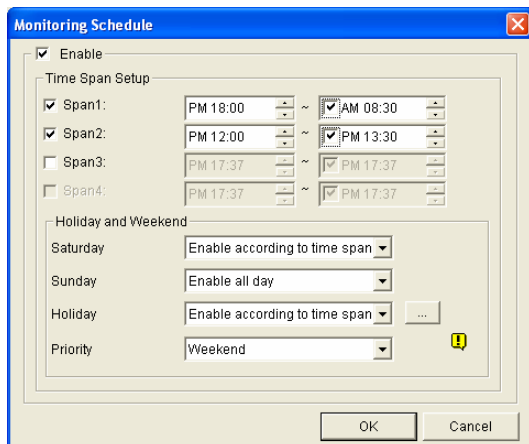 Monitoring Schedule
Enable
Time Span Setup
Span1: PM 18:00 ~ AM 08:30
Span2: PM 12:00 ~ PM 13:30
Span3: PM 17:37 ~ PM 17:37
Span4: PM 17:37 ~ PM 17:37
Holiday and Weekend
Saturday Enable according to time span
Sunday Enable all day
Holiday Enable according to time span ...
Priority Weekend
OK Cancel